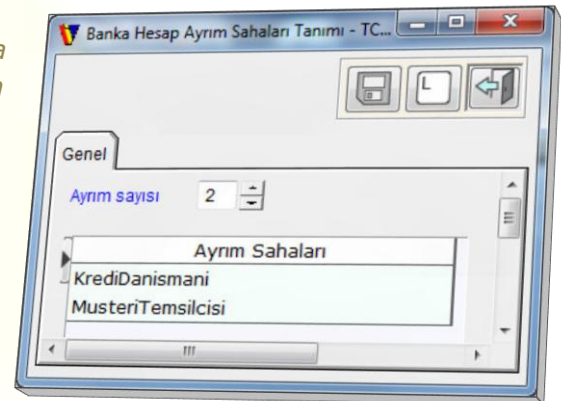 Banka Hesap Ayrım Sahaları Tanımı - TC...
L
Genel
Ayrım sayısı 2
Ayrım Sahaları
KrediDanismani
MusteriTemsilcisi